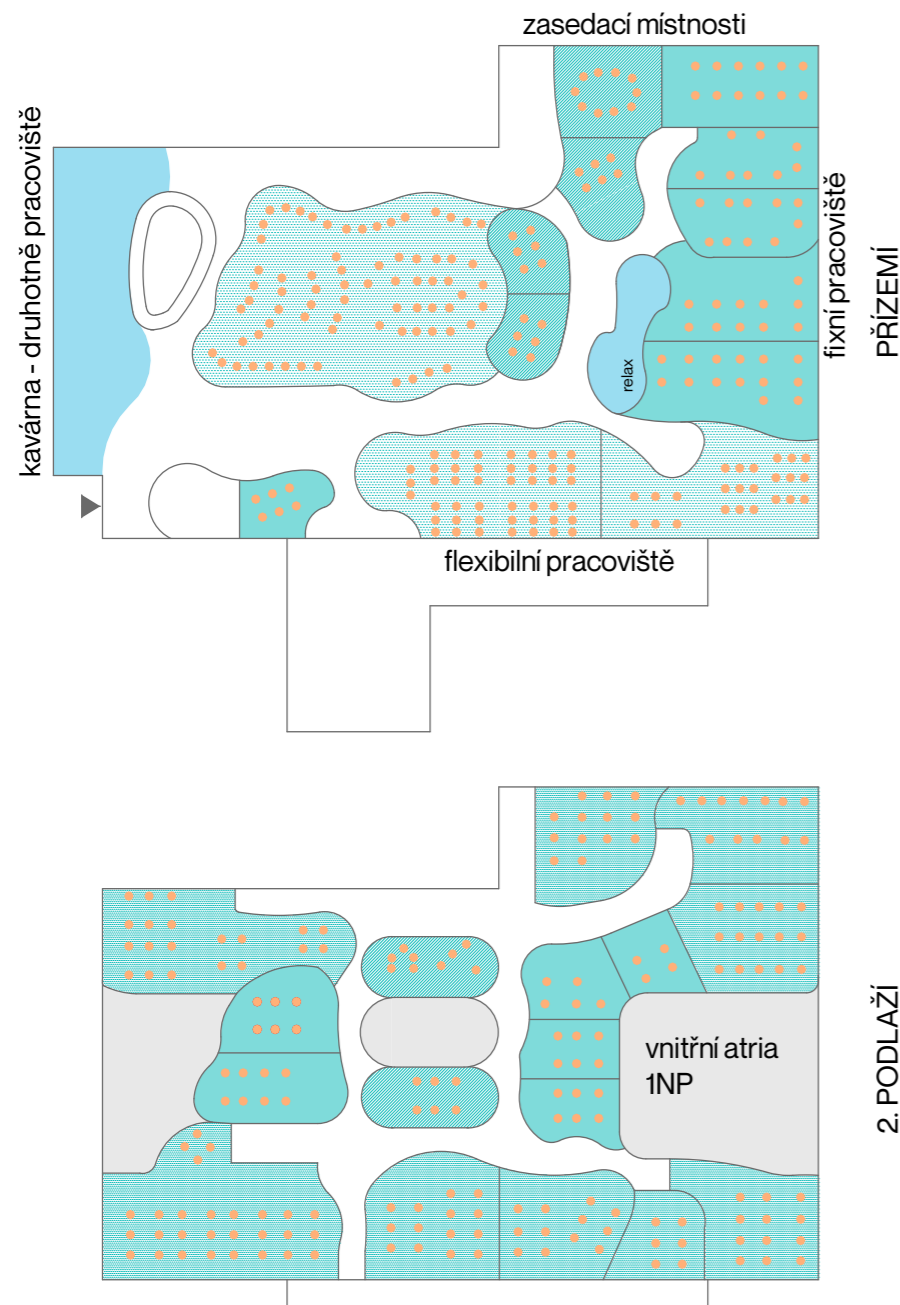 zasedací místnosti
kavárna - druhotně pracoviště
fixní pracoviště
PŘÍZEMÍ
relax
flexibilní pracoviště
vnitřní atria
1NP
2. PODLAŽÍ